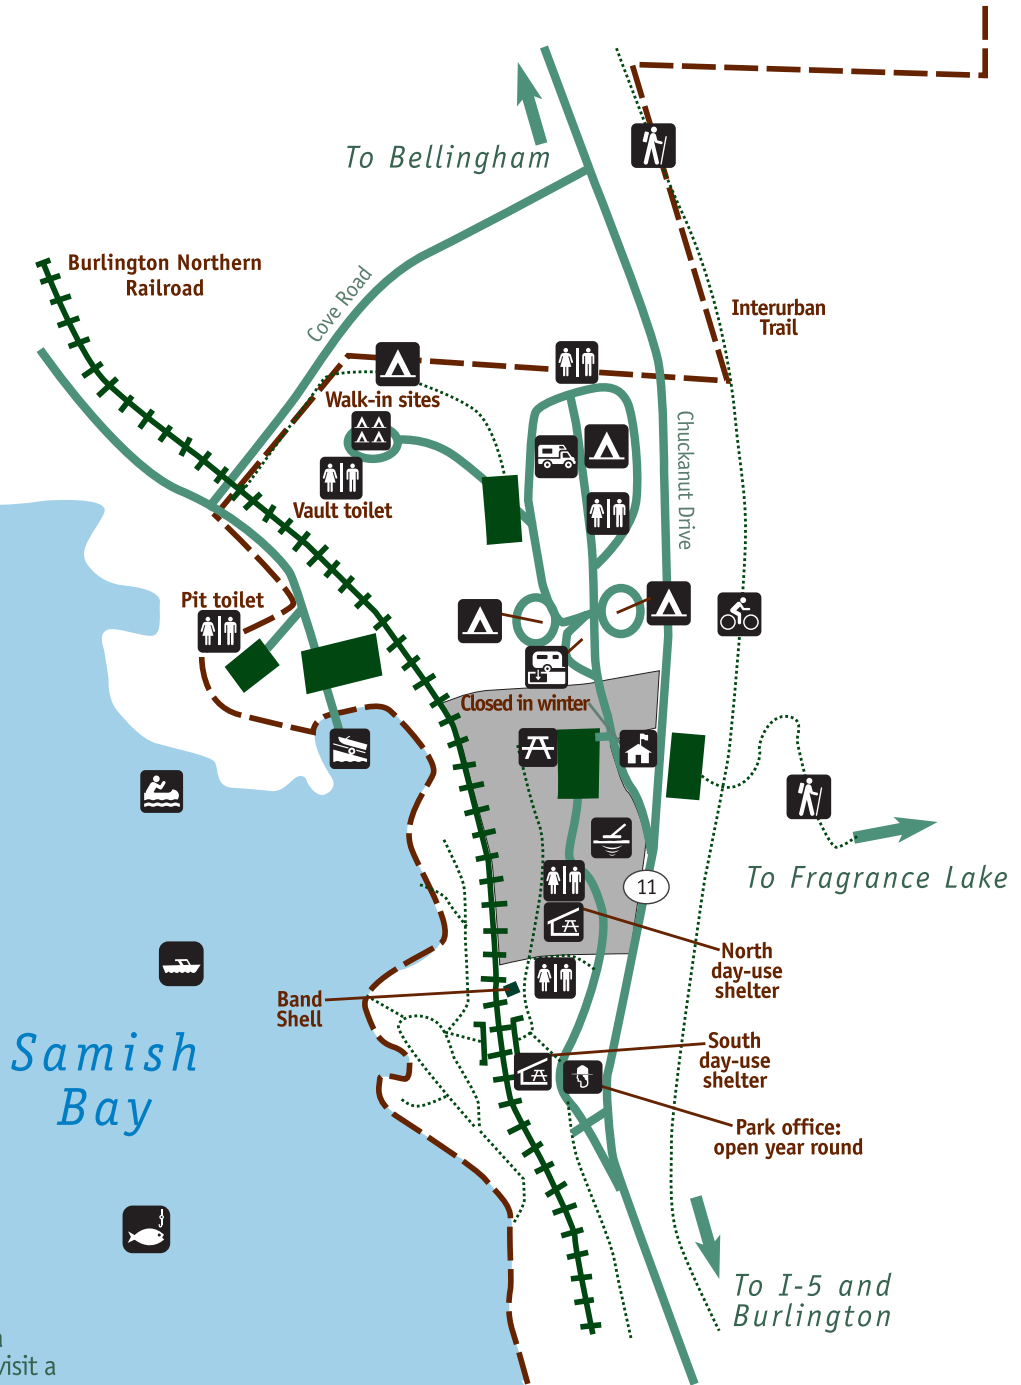 To Bellingham
Burlington Northern
Railroad
Cove Road
Interurban
Trail
Walk-in sites
Chuckanut Drive
Vault toilet
Pit toilet
Closed in winter
11
To Fragrance Lake
North
day-use
shelter
Band
Shell
South
day-use
shelter
Samish
Bay
Park office:
open year round
To I-5 and
Burlington
visit a